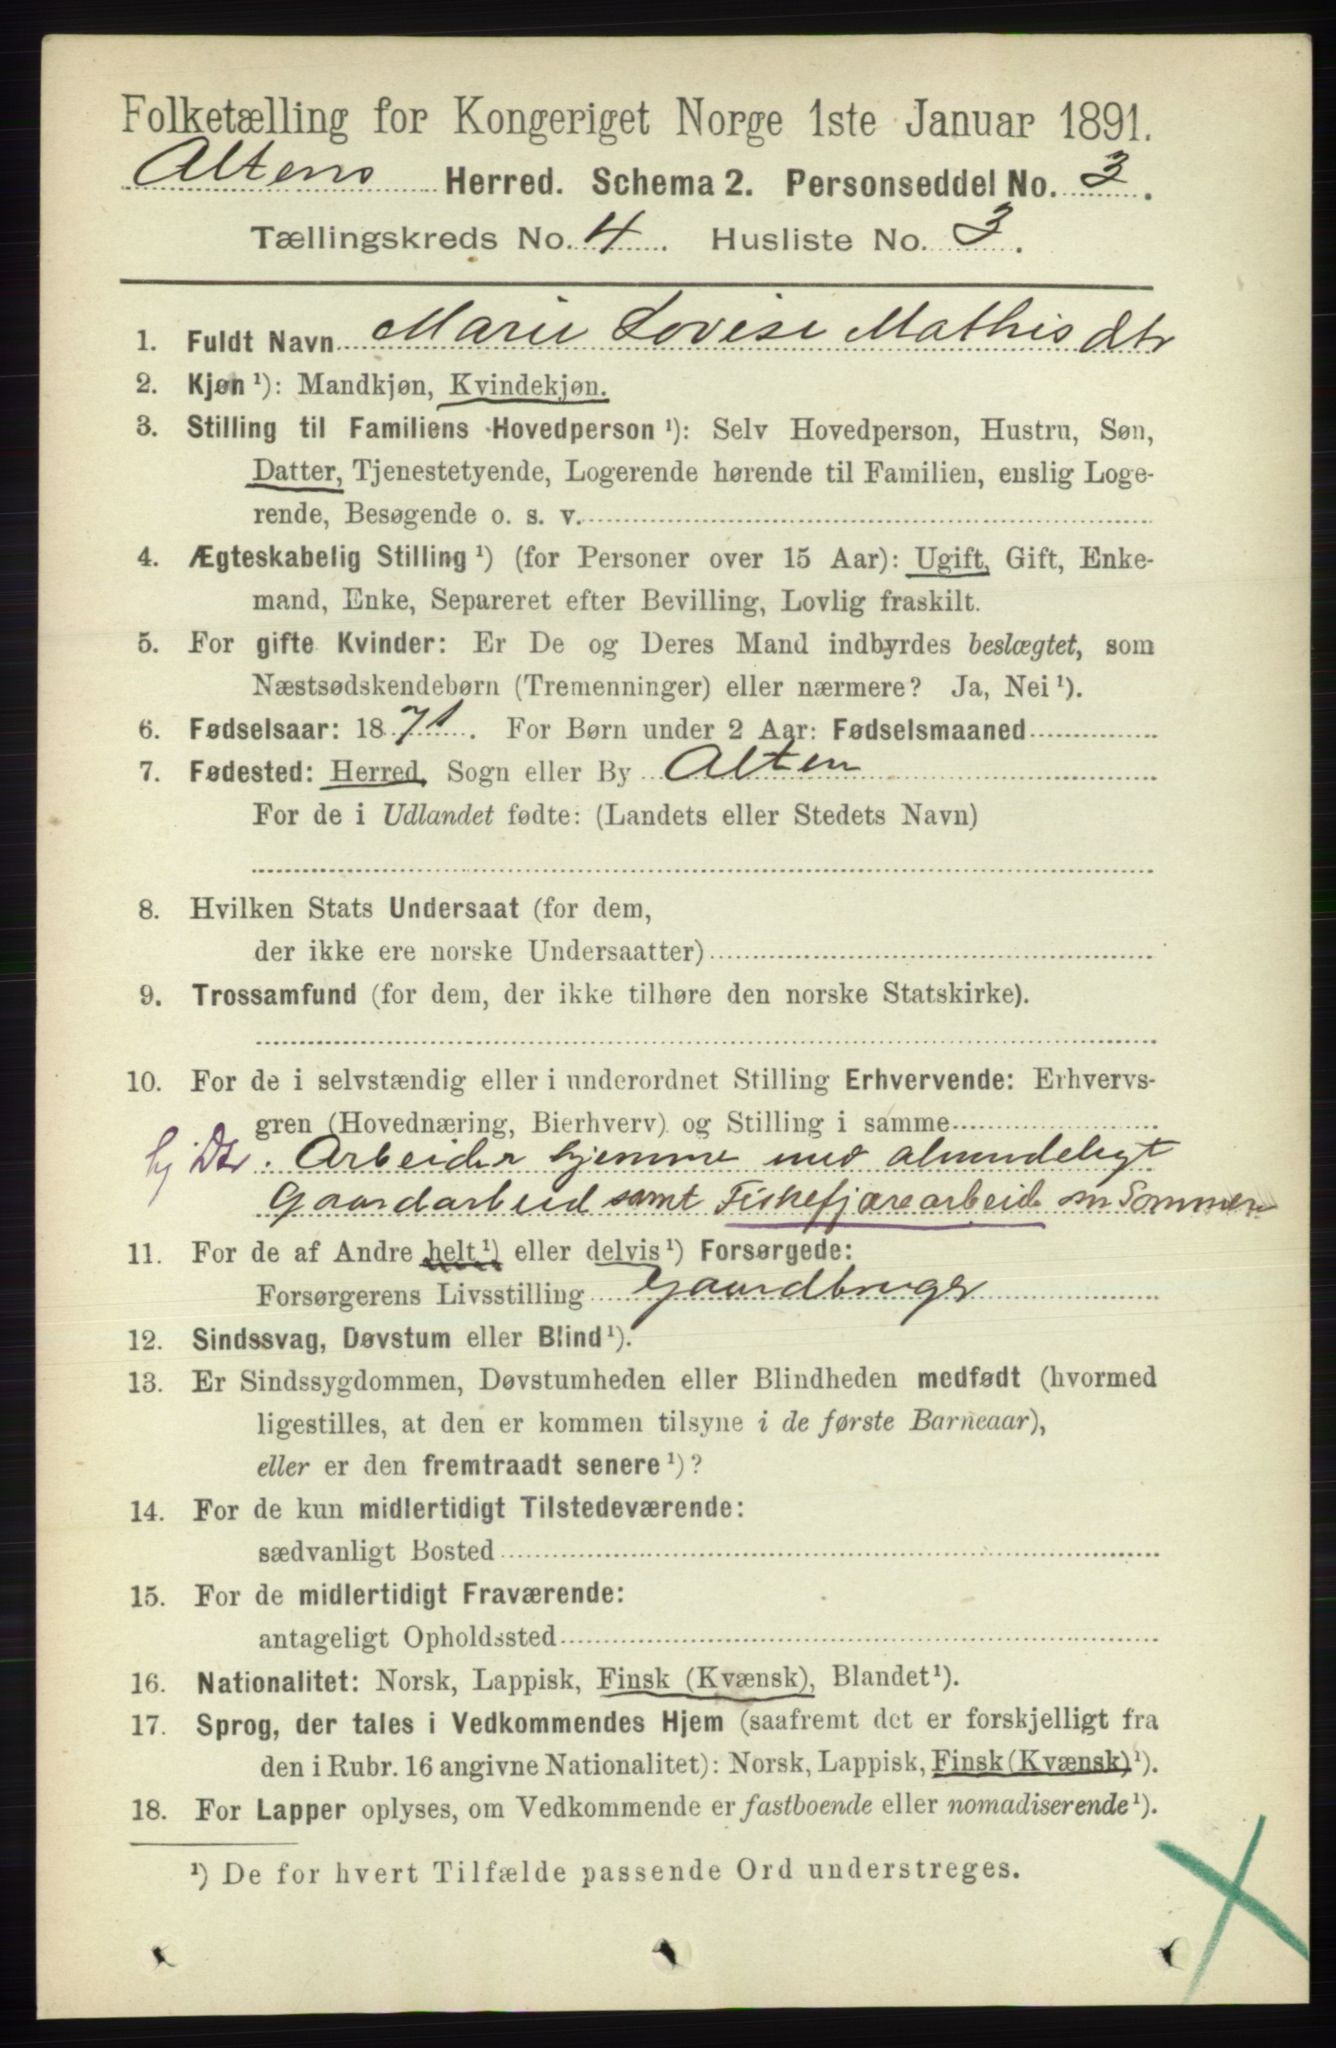 Folketælling for Kongeriget Norge 1ste Januar 1891.
Altens Herred. Schema 2. Personseddel No. 3.
Tællingskreds No. 4. Husliste No. 3.
1. Fuldt Navn Marie Lovise Mathisdtr
2. Kjøn ¹): Mandkjøn, Kvindekjøn.
3. Stilling til Familiens Hovedperson ¹): Selv Hovedperson, Hustru, Søn,
Datter, Tjenestetyende, Logerende hørende til Familien, enslig Loge-
rende, Besøgende o. s. v.
4. Ægteskabelig Stilling ¹) (for Personer over 15 Aar): Ugift, Gift, Enke-
mand, Enke, Separeret efter Bevilling, Lovlig fraskilt.
5. For gifte Kvinder: Er De og Deres Mand indbyrdes beslægtet, som
Næstsødskendebørn (Tremenninger) eller nærmere? Ja, Nei ¹).
6. Fødselsaar: 1871. For Børn under 2 Aar: Fødselsmaaned
7. Fødested: Herred, Sogn eller By Alten
For de i Udlandet fødte: (Landets eller Stedets Navn)
8. Hvilken Stats Undersaat (for dem,
der ikke ere norske Undersaatter)
9. Trossamfund (for dem, der ikke tilhøre den norske Statskirke).
10. For de i selvstændig eller i underordnet Stilling Erhvervende: Erhvervs-
gren (Hovednæring, Bierhverv) og Stilling i samme
hj Dtr. Arbeider hjemme med almindeligt
Gaardarbeid samt Fiskefjærearbeide om Sommeren
11. For de af Andre helt ¹) eller delvis ¹) Forsørgede:
Forsørgerens Livsstilling Gaardbruger
12. Sindssvag, Døvstum eller Blind ¹).
13. Er Sindssygdommen, Døvstumheden eller Blindheden medfødt (hvormed
ligestilles, at den er kommen tilsyne i de første Barneaar),
eller er den fremtraadt senere ¹)?
14. For de kun midlertidigt Tilstedeværende:
sædvanligt Bosted
15. For de midlertidigt Fraværende:
antageligt Opholdssted
16. Nationalitet: Norsk, Lappisk, Finsk (Kvænsk), Blandet ¹).
17. Sprog, der tales i Vedkommendes Hjem (saafremt det er forskjelligt fra
den i Rubr. 16 angivne Nationalitet): Norsk, Lappisk, Finsk (Kvænsk) ¹).
18. For Lapper oplyses, om Vedkommende er fastboende eller nomadiserende ¹).
¹) De for hvert Tilfælde passende Ord understreges.